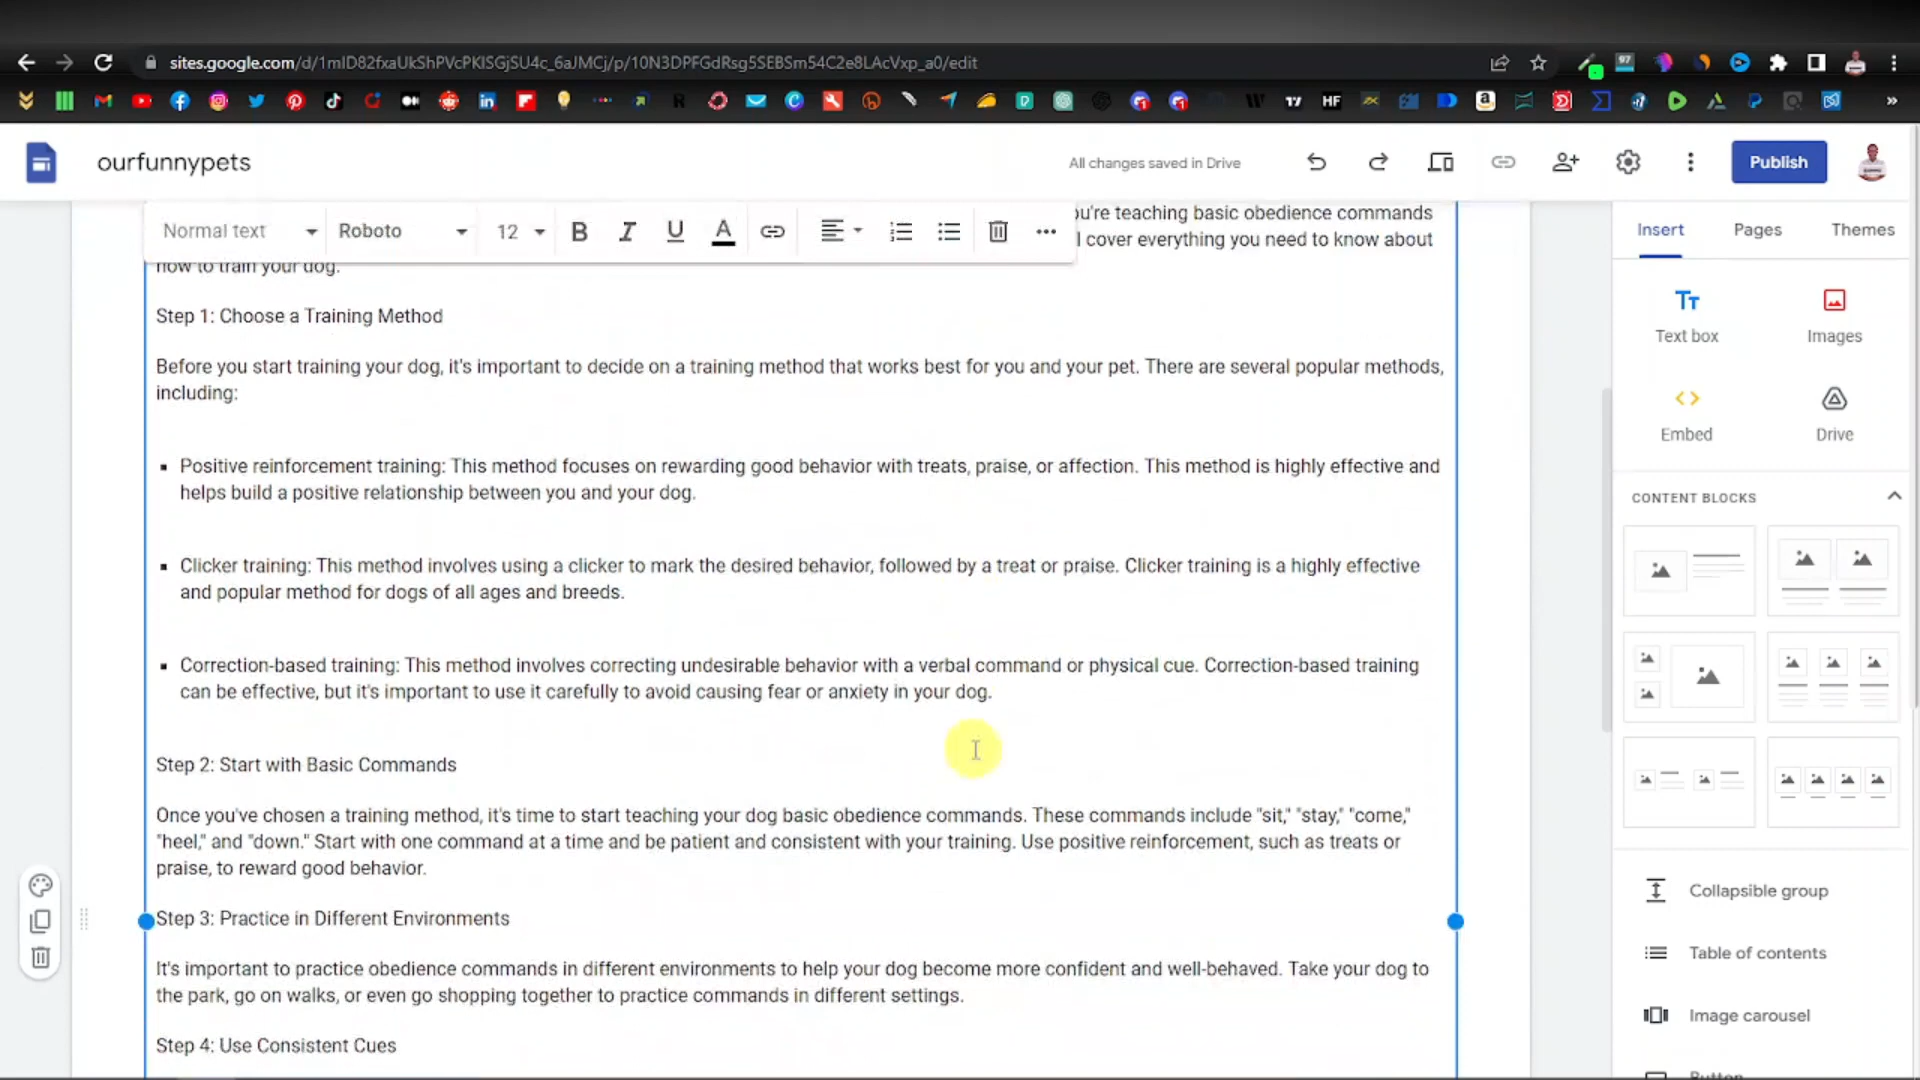 sites.google.com/d/1mID82fxaUkShPVcPKlSGjSU4c_6aJMCj/p/10N3DPFGdRsg5SEBSm54C2e8LAcVxp_a0/edit
97
HF
ourfunnypets
All changes saved in Drive
Publish
Normal text
Roboto
12
B
I
U
A
you're teaching basic obedience commands
cover everything you need to know about
how to train your dog.
Step 1: Choose a Training Method
Before you start training your dog, it's important to decide on a training method that works best for you and your pet. There are several popular methods,
including:
Positive reinforcement training: This method focuses on rewarding good behavior with treats, praise, or affection. This method is highly effective and
helps build a positive relationship between you and your dog.
Clicker training: This method involves using a clicker to mark the desired behavior, followed by a treat or praise. Clicker training is a highly effective
and popular method for dogs of all ages and breeds.
Correction-based training: This method involves correcting undesirable behavior with a verbal command or physical cue. Correction-based training
can be effective, but it's important to use it carefully to avoid causing fear or anxiety in your dog.
Step 2: Start with Basic Commands
Once you've chosen a training method, it's time to start teaching your dog basic obedience commands. These commands include "sit," "stay," "come,"
"heel," and "down." Start with one command at a time and be patient and consistent with your training. Use positive reinforcement, such as treats or
praise, to reward good behavior.
Step 3: Practice in Different Environments
It's important to practice obedience commands in different environments to help your dog become more confident and well-behaved. Take your dog to
the park, go on walks, or even go shopping together to practice commands in different settings.
Step 4: Use Consistent Cues
Insert
Pages
Themes
Text box
Images
Embed
Drive
CONTENT BLOCKS
Collapsible group
Table of contents
Image carousel
Button